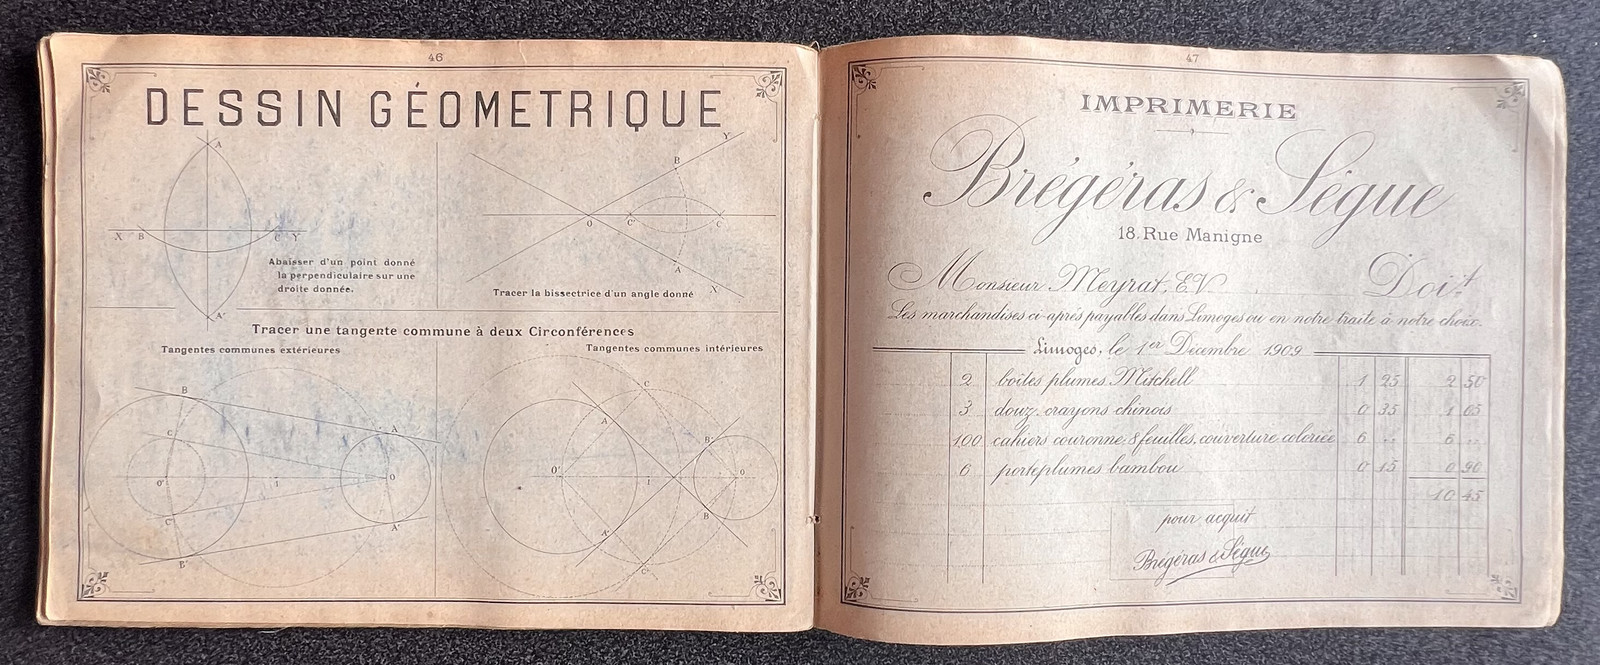 46
DESSIN GÉOMETRIQUE
A
X B C Y
A'
Abaisser d'un point donné
la perpendiculaire sur une
droite donnée.
Y
B
O C' C
A
X
Tracer la bissectrice d'un angle donné
Tracer une tangente commune à deux Circonférences
Tangentes communes extérieures
B
A
C
O' I O
C'
A'
B'
Tangentes communes intérieures
C
A
B'
O' I O
B
A'
C'
47
IMPRIMERIE
Brégéras & Ségue
18. Rue Manigne
Monsieur Meyrat, E.V. Doit
Les marchandises ci-après payables dans Limoges ou en notre traite à notre choix.
Limoges, le 1er Décembre 1909
2 boîtes plumes Mitchell 1 25 2 50
3 douz. crayons chinois 0 35 1 05
100 cahiers couronne, 8 feuilles, couverture coloriée 6 " 6 "
6 porteplumes bambou 0 15 0 90
10 45
pour acquit
Brégéras & Ségue